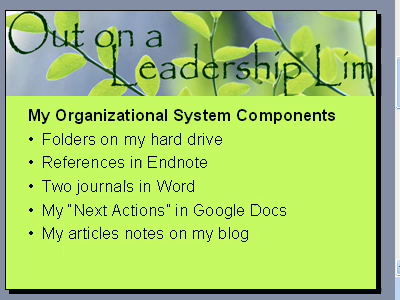 Out on a
Leadership Lim
My Organizational System Components
• Folders on my hard drive
• References in Endnote
• Two journals in Word
• My “Next Actions” in Google Docs
• My articles notes on my blog